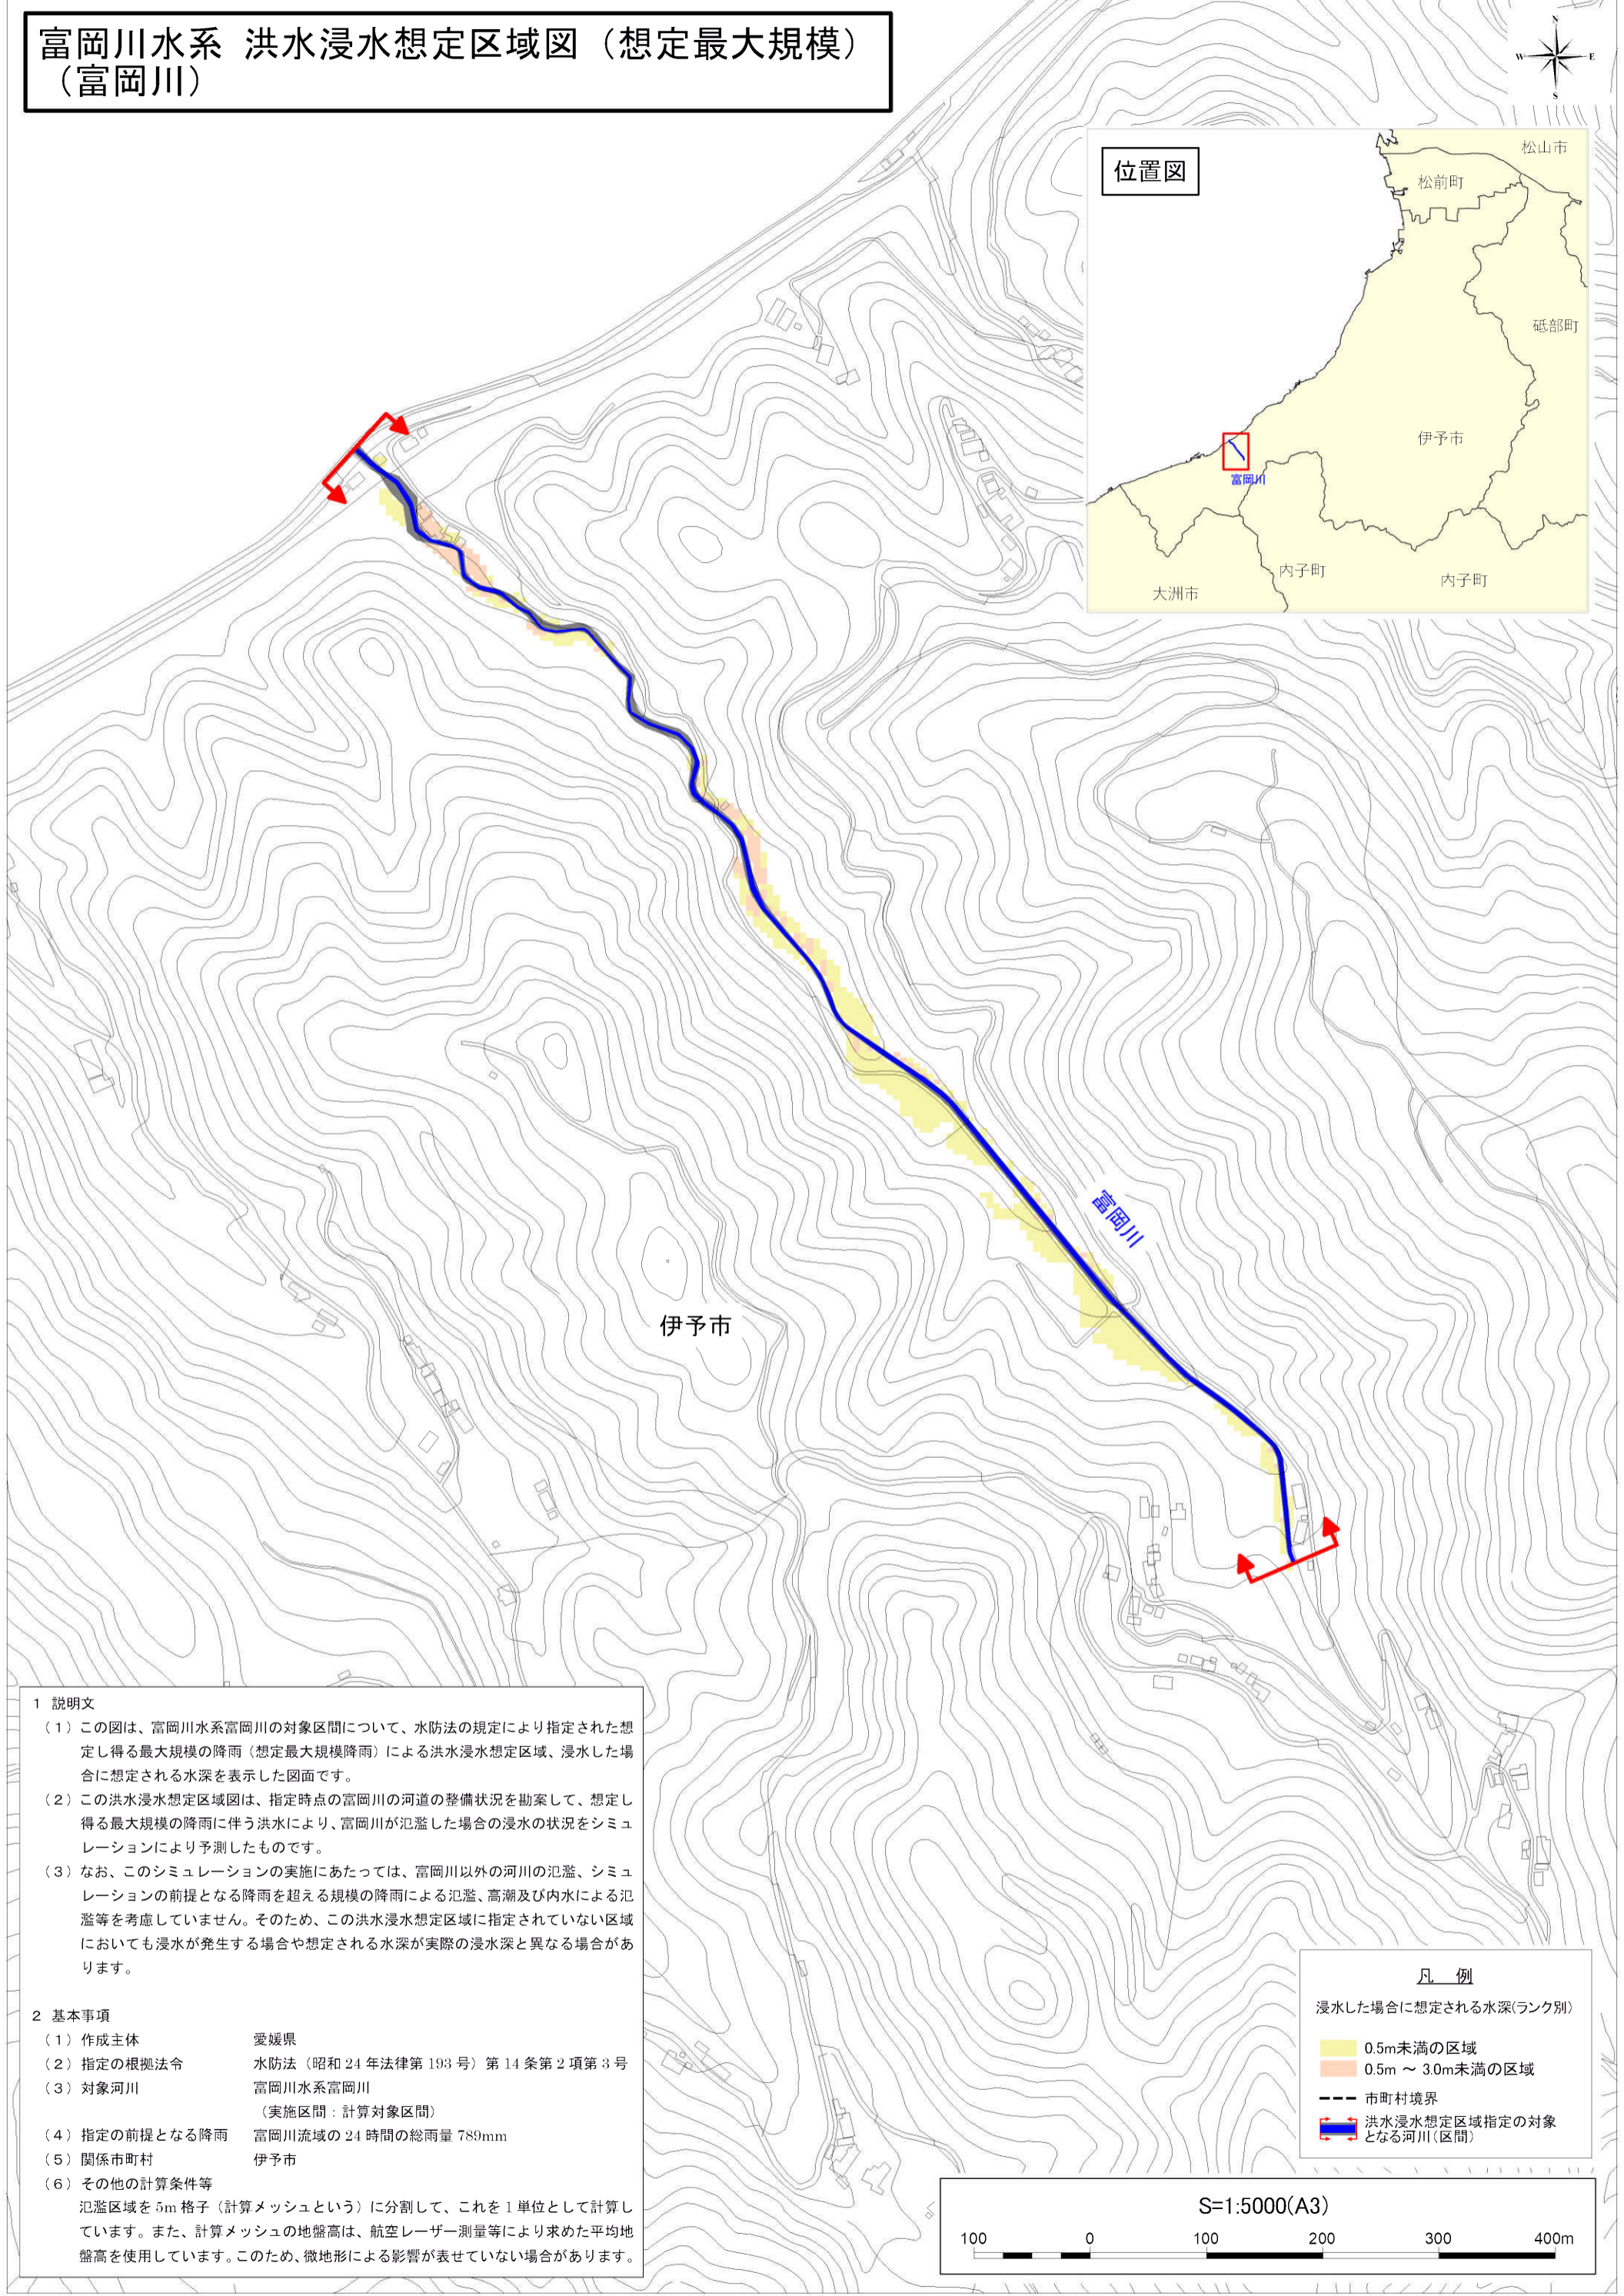 富岡川水系 洪水浸水想定区域図（想定最大規模）
（富岡川）
N
W
E
S
位置図
松山市
松前町
砥部町
伊予市
富岡川
内子町
内子町
大洲市
富岡川
伊予市
1 説明文
（1）この図は、富岡川水系富岡川の対象区間について、水防法の規定により指定された想
定し得る最大規模の降雨（想定最大規模降雨）による洪水浸水想定区域、浸水した場
合に想定される水深を表示した図面です。
（2）この洪水浸水想定区域図は、指定時点の富岡川の河道の整備状況を勘案して、想定し
得る最大規模の降雨に伴う洪水により、富岡川が氾濫した場合の浸水の状況をシミュ
レーションにより予測したものです。
（3）なお、このシミュレーションの実施にあたっては、富岡川以外の河川の氾濫、シミュ
レーションの前提となる降雨を超える規模の降雨による氾濫、高潮及び内水による氾
濫等を考慮していません。そのため、この洪水浸水想定区域に指定されていない区域
においても浸水が発生する場合や想定される水深が実際の浸水深と異なる場合があ
ります。
2 基本事項
（1）作成主体 愛媛県
（2）指定の根拠法令 水防法（昭和 24 年法律第 193 号）第 14 条第 2 項第 3 号
（3）対象河川 富岡川水系富岡川
（実施区間：計算対象区間）
（4）指定の前提となる降雨 富岡川流域の 24 時間の総雨量 789mm
（5）関係市町村 伊予市
（6）その他の計算条件等
氾濫区域を 5m 格子（計算メッシュという）に分割して、これを 1 単位として計算し
ています。また、計算メッシュの地盤高は、航空レーザー測量等により求めた平均地
盤高を使用しています。このため、微地形による影響が表せていない場合があります。
凡 例
浸水した場合に想定される水深(ランク別)
0.5m未満の区域
0.5m ～ 3.0m未満の区域
市町村境界
洪水浸水想定区域指定の対象
となる河川（区間）
S=1:5000(A3)
100 0 100 200 300 400m